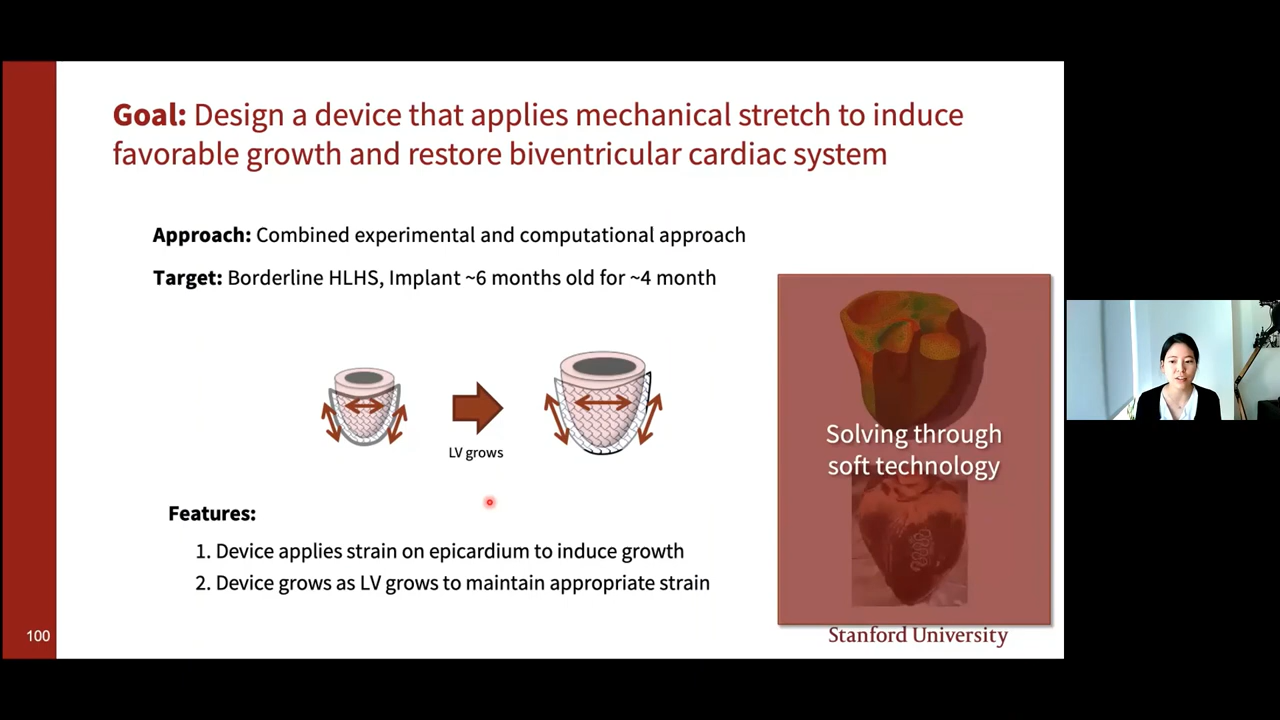 Goal: Design a device that applies mechanical stretch to induce
favorable growth and restore biventricular cardiac system
Approach: Combined experimental and computational approach
Target: Borderline HLHS, Implant ~6 months old for ~4 month
LV grows
Features:
1. Device applies strain on epicardium to induce growth
2. Device grows as LV grows to maintain appropriate strain
Solving through
soft technology
Stanford University
100